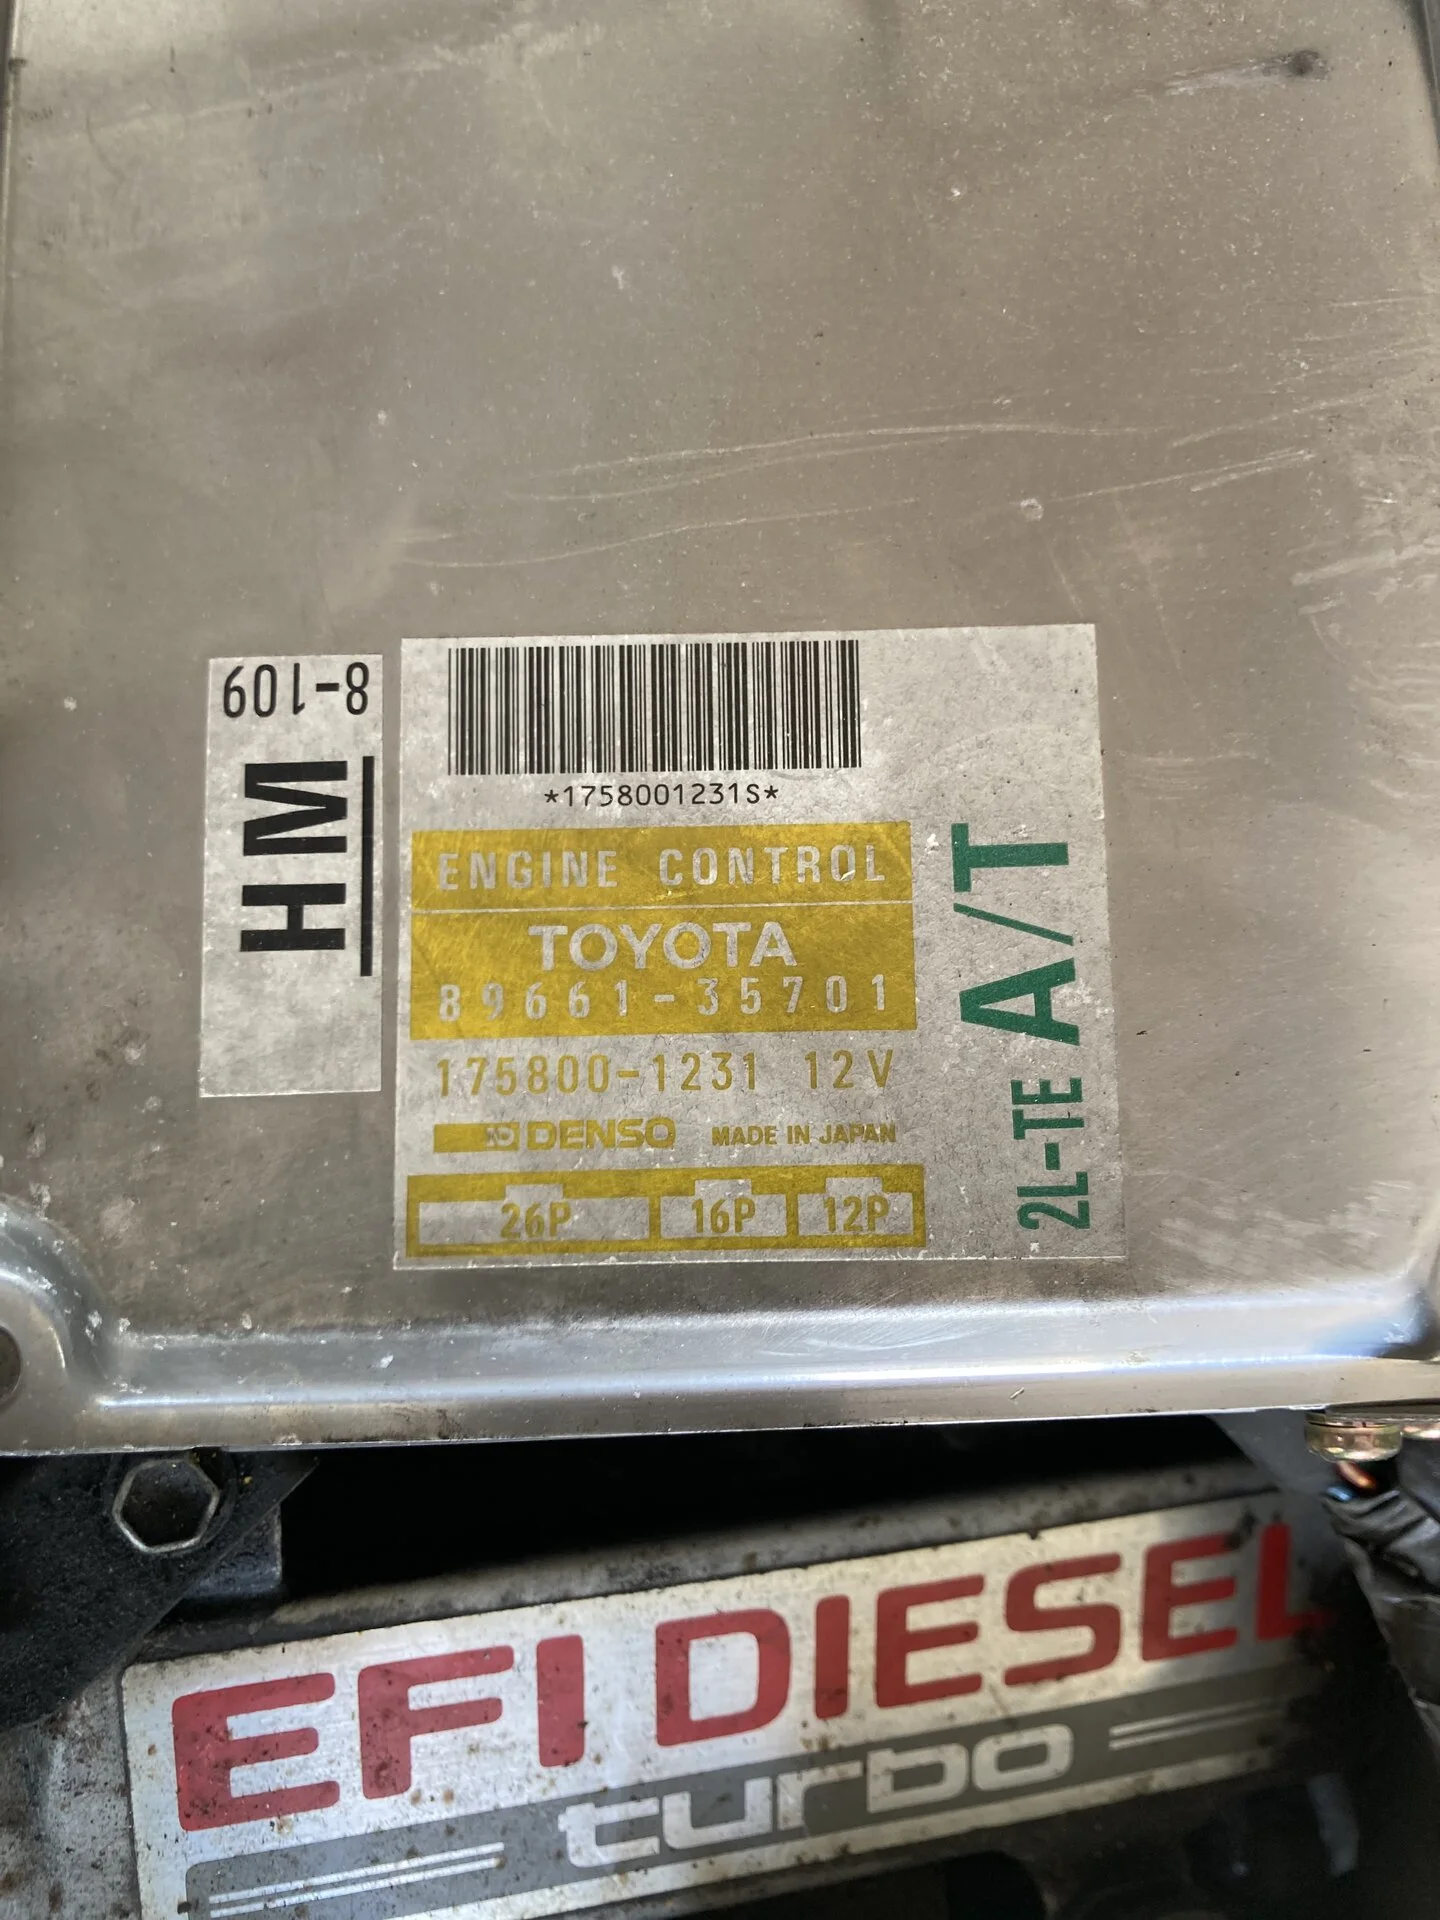 8-109
HM
*1758001231S*
ENGINE CONTROL
TOYOTA
89661-35701
175800-1231 12V
DENSO MADE IN JAPAN
26P 16P 12P
2L-TE A/T
EFI DIESEL
turbo